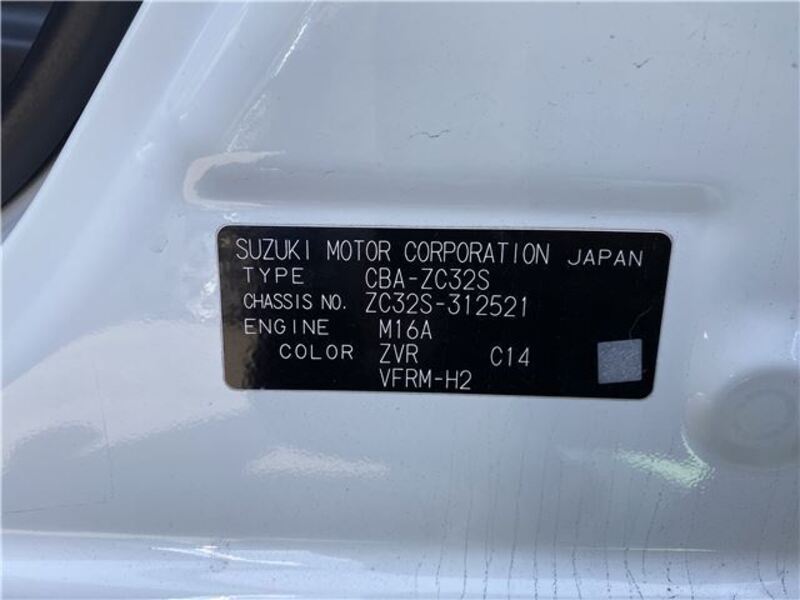 SUZUKI MOTOR CORPORATION JAPAN
TYPE CBA-ZC32S
CHASSIS NO. ZC32S-312521
ENGINE M16A
COLOR ZVR C14
VFRM-H2